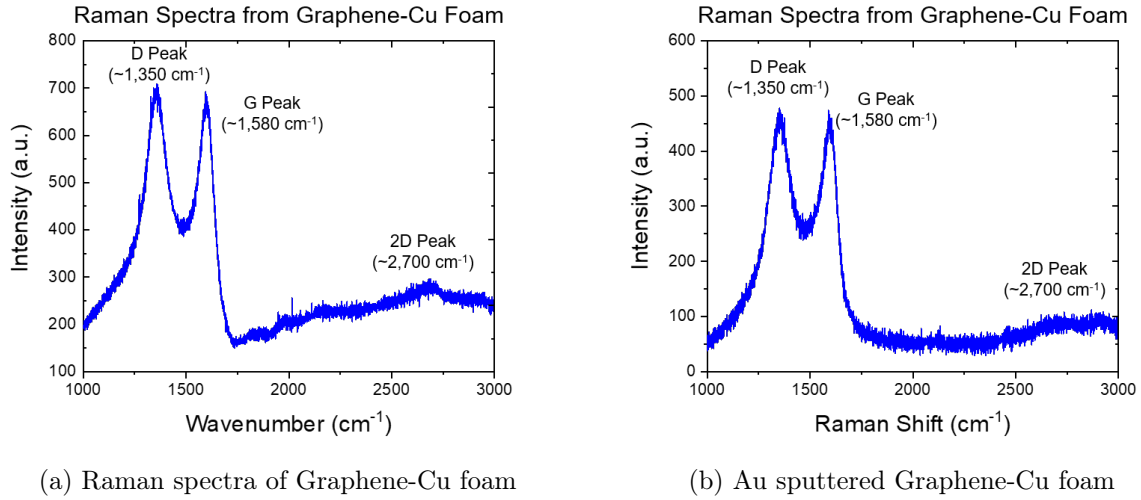 Raman Spectra from Graphene-Cu Foam
800
700
600
500
400
300
200
100
1000
1500
2000
2500
3000
Intensity (a.u.)
Wavenumber (cm⁻¹)
D Peak
(~1,350 cm⁻¹)
G Peak
(~1,580 cm⁻¹)
2D Peak
(~2,700 cm⁻¹)
(a) Raman spectra of Graphene-Cu foam
Raman Spectra from Graphene-Cu Foam
600
500
400
300
200
100
0
1000
1500
2000
2500
3000
Intensity (a.u.)
Raman Shift (cm⁻¹)
D Peak
(~1,350 cm⁻¹)
G Peak
(~1,580 cm⁻¹)
2D Peak
(~2,700 cm⁻¹)
(b) Au sputtered Graphene-Cu foam